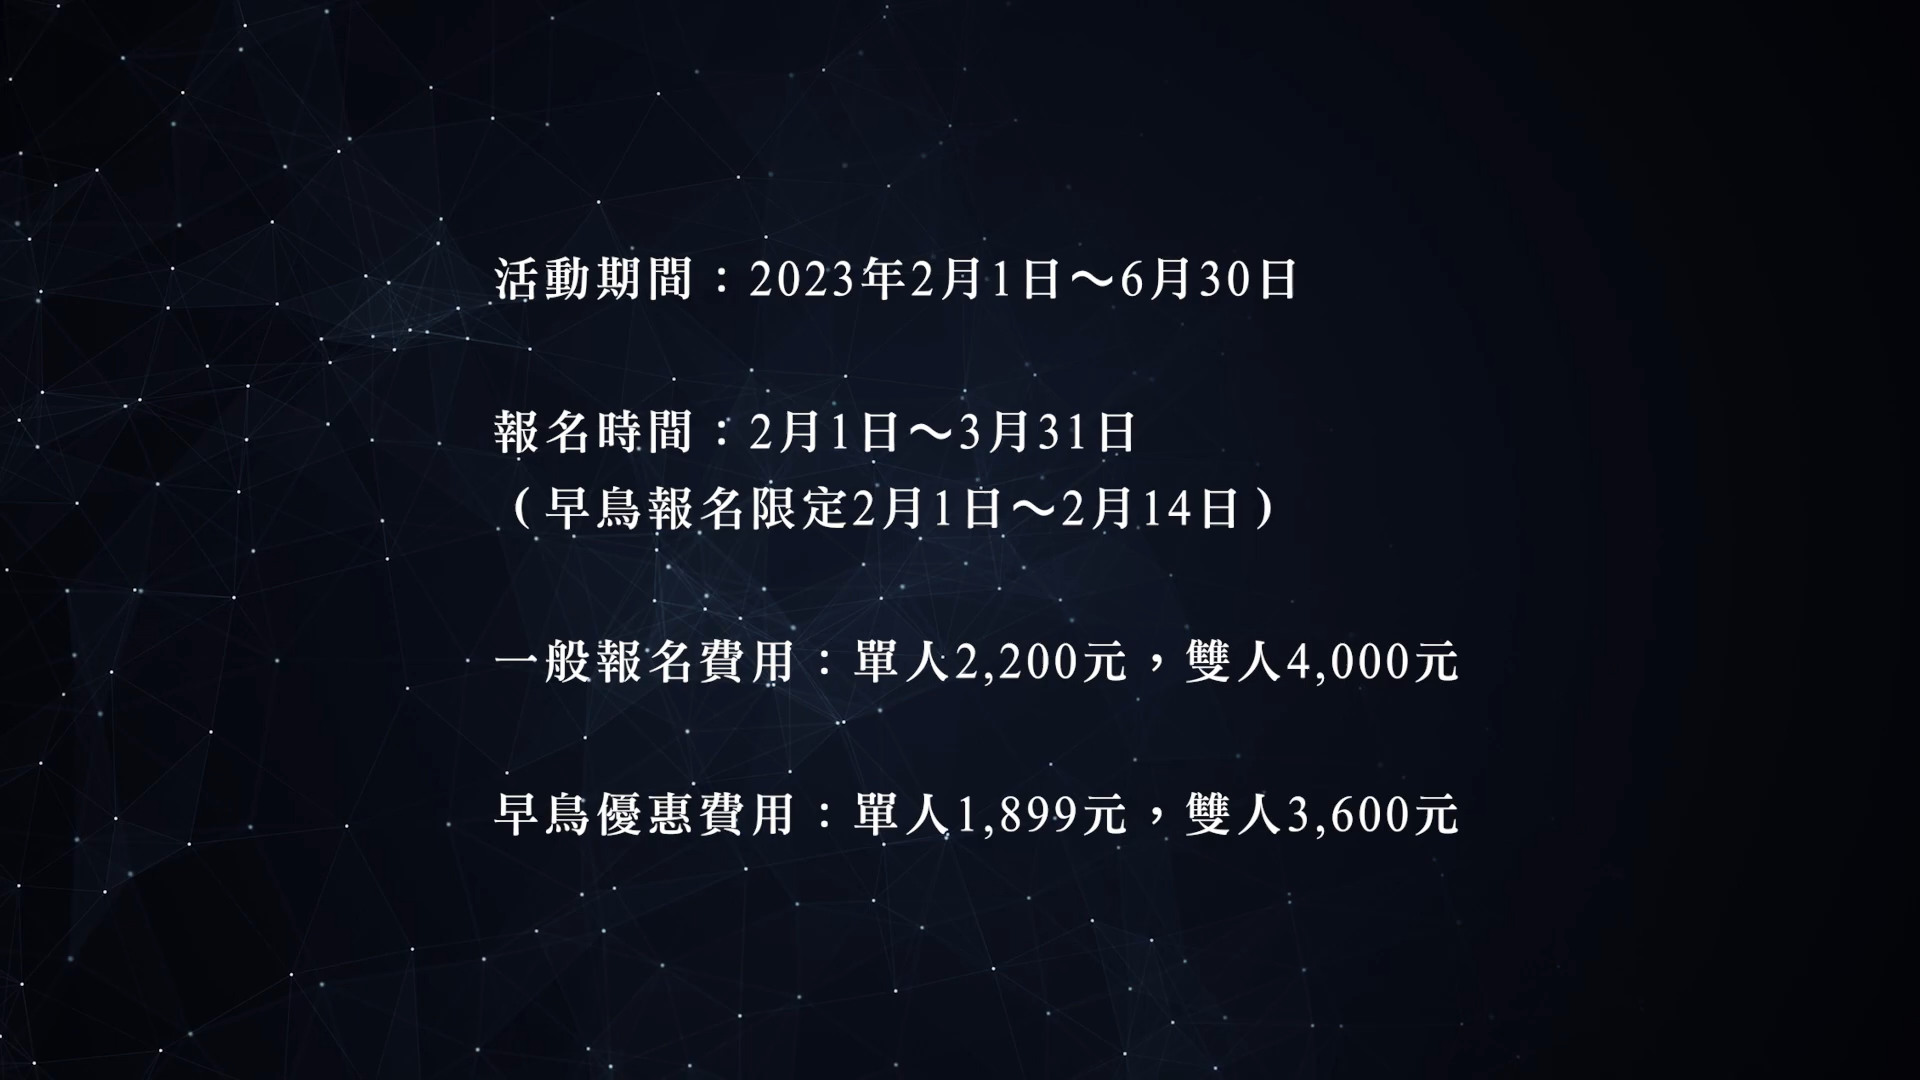 活動期間：2023年2月1日～6月30日
報名時間：2月1日～3月31日
（早鳥報名限定2月1日～2月14日）
一般報名費用：單人2,200元，雙人4,000元
早鳥優惠費用：單人1,899元，雙人3,600元